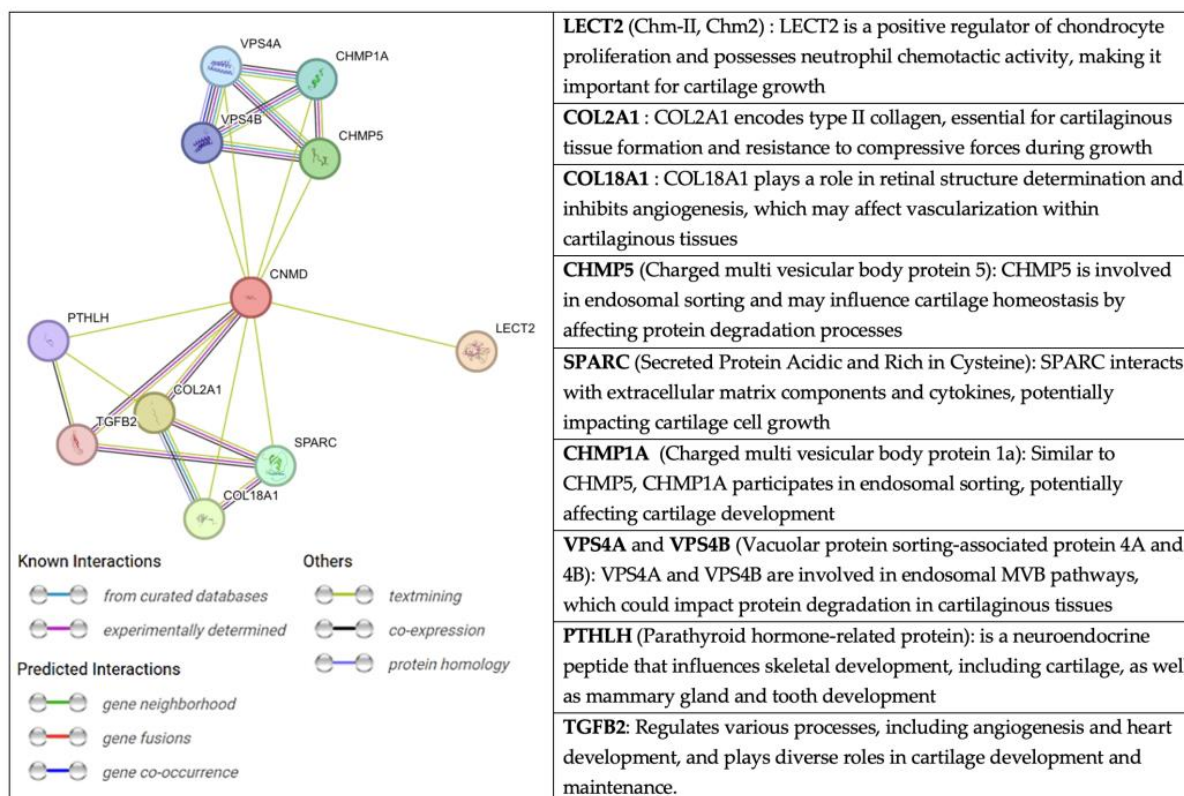 VPS4A
CHMP1A
VPS4B
CHMP5
CNMD
PTHLH
LECT2
COL2A1
TGFB2
SPARC
COL18A1
Known Interactions
from curated databases
experimentally determined
Predicted Interactions
gene neighborhood
gene fusions
gene co-occurrence
Others
textmining
co-expression
protein homology
LECT2 (Chm-II, Chm2) : LECT2 is a positive regulator of chondrocyte
proliferation and possesses neutrophil chemotactic activity, making it
important for cartilage growth
COL2A1 : COL2A1 encodes type II collagen, essential for cartilaginous
tissue formation and resistance to compressive forces during growth
COL18A1 : COL18A1 plays a role in retinal structure determination and
inhibits angiogenesis, which may affect vascularization within
cartilaginous tissues
CHMP5 (Charged multi vesicular body protein 5): CHMP5 is involved
in endosomal sorting and may influence cartilage homeostasis by
affecting protein degradation processes
SPARC (Secreted Protein Acidic and Rich in Cysteine): SPARC interacts
with extracellular matrix components and cytokines, potentially
impacting cartilage cell growth
CHMP1A (Charged multi vesicular body protein 1a): Similar to
CHMP5, CHMP1A participates in endosomal sorting, potentially
affecting cartilage development
VPS4A and VPS4B (Vacuolar protein sorting-associated protein 4A and
4B): VPS4A and VPS4B are involved in endosomal MVB pathways,
which could impact protein degradation in cartilaginous tissues
PTHLH (Parathyroid hormone-related protein): is a neuroendocrine
peptide that influences skeletal development, including cartilage, as well
as mammary gland and tooth development
TGFB2: Regulates various processes, including angiogenesis and heart
development, and plays diverse roles in cartilage development and
maintenance.